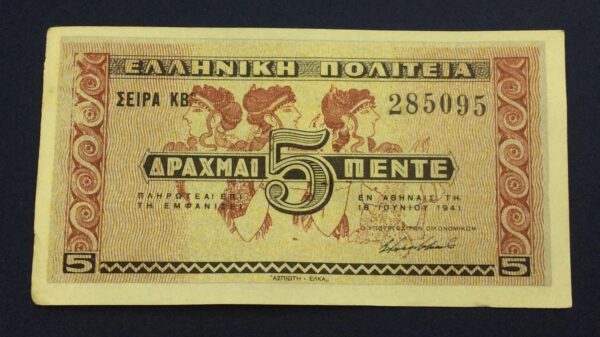 ΕΛΛΗΝΙΚΗ ΠΟΛΙΤΕΙΑ
ΣΕΙΡΑ ΚΒ 285095
ΔΡΑΧΜΑΙ 5 ΠΕΝΤΕ
ΠΛΗΡΩΤΕΑΙ ΕΠΙ
ΤΗ ΕΜΦΑΝΙΣΕΙ
ΕΝ ΑΘΗΝΑΙΣ ΤΗ
18 ΙΟΥΝΙΟΥ 1941
Ο ΥΠΟΥΡΓΟΣ ΤΩΝ ΟΙΚΟΝΟΜΙΚΩΝ
5 5
"ΑΣΠΙΩΤΗ - ΕΛΚΑ"